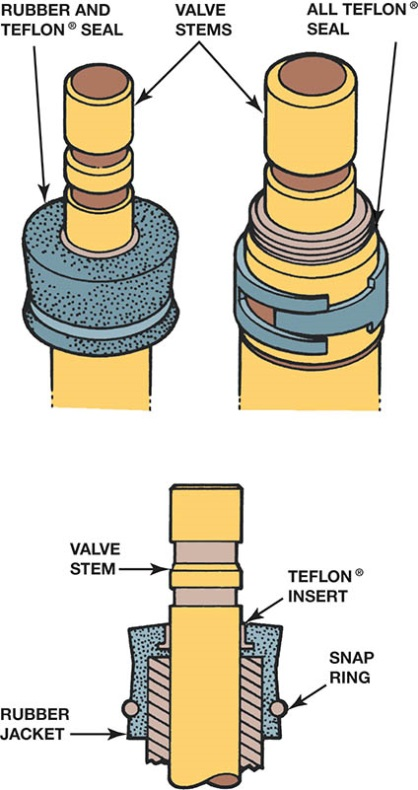 RUBBER AND
TEFLON® SEAL
VALVE
STEMS
ALL TEFLON®
SEAL
VALVE
STEM
TEFLON®
INSERT
SNAP
RING
RUBBER
JACKET